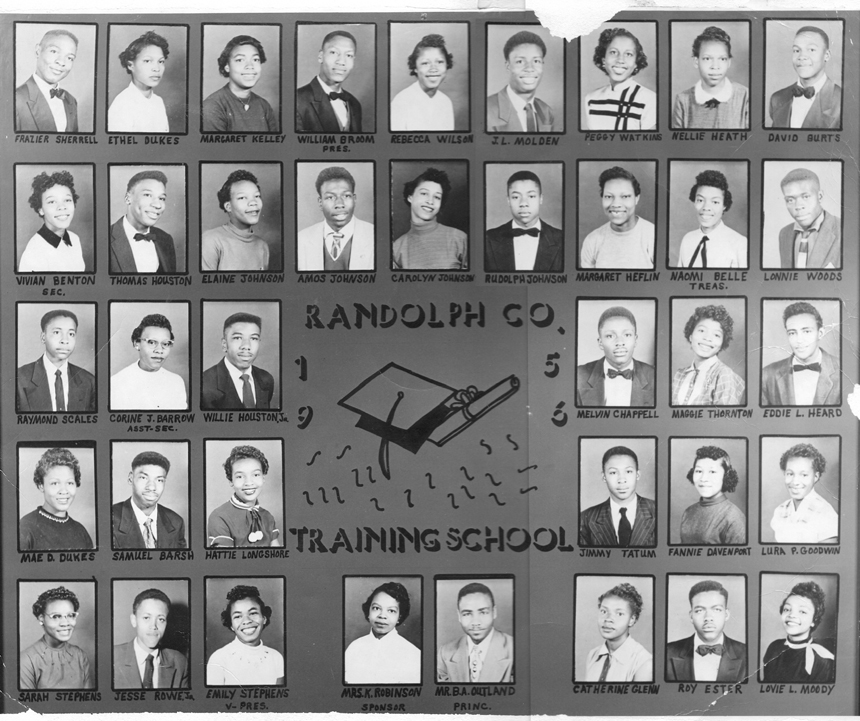 FRAZIER SHERRELL ETHEL DUKES MARGARET KELLEY WILLIAM BROOM REBECCA WILSON J.L. MOLDEN PEGGY WATKINS NELLIE HEATH DAVID BURTS
PRES.
VIVIAN BENTON THOMAS HOUSTON ELAINE JOHNSON AMOS JOHNSON CAROLYN JOHNSON RUDOLPH JOHNSON MARGARET HEFLIN NAOMI BELLE LONNIE WOODS
SEC. TREAS.
RANDOLPH CO.
1 5
9 6
RAYMOND SCALES CORINE J. BARROW WILLIE HOUSTON, Jr. MELVIN CHAPPELL MAGGIE THORNTON EDDIE L. HEARD
ASST-SEC.
TRAINING SCHOOL
MAE D. DUKES SAMUEL BARSH HATTIE LONGSHORE JIMMY TATUM FANNIE DAVENPORT LURA P. GOODWIN
SARAH STEPHENS JESSE ROWE, Jr. EMILY STEPHENS MRS. K. ROBINSON MR. B.A. OUTLAND CATHERINE GLENN ROY ESTER LOVIE L. MOODY
V-PRES. SPONSOR PRINC.